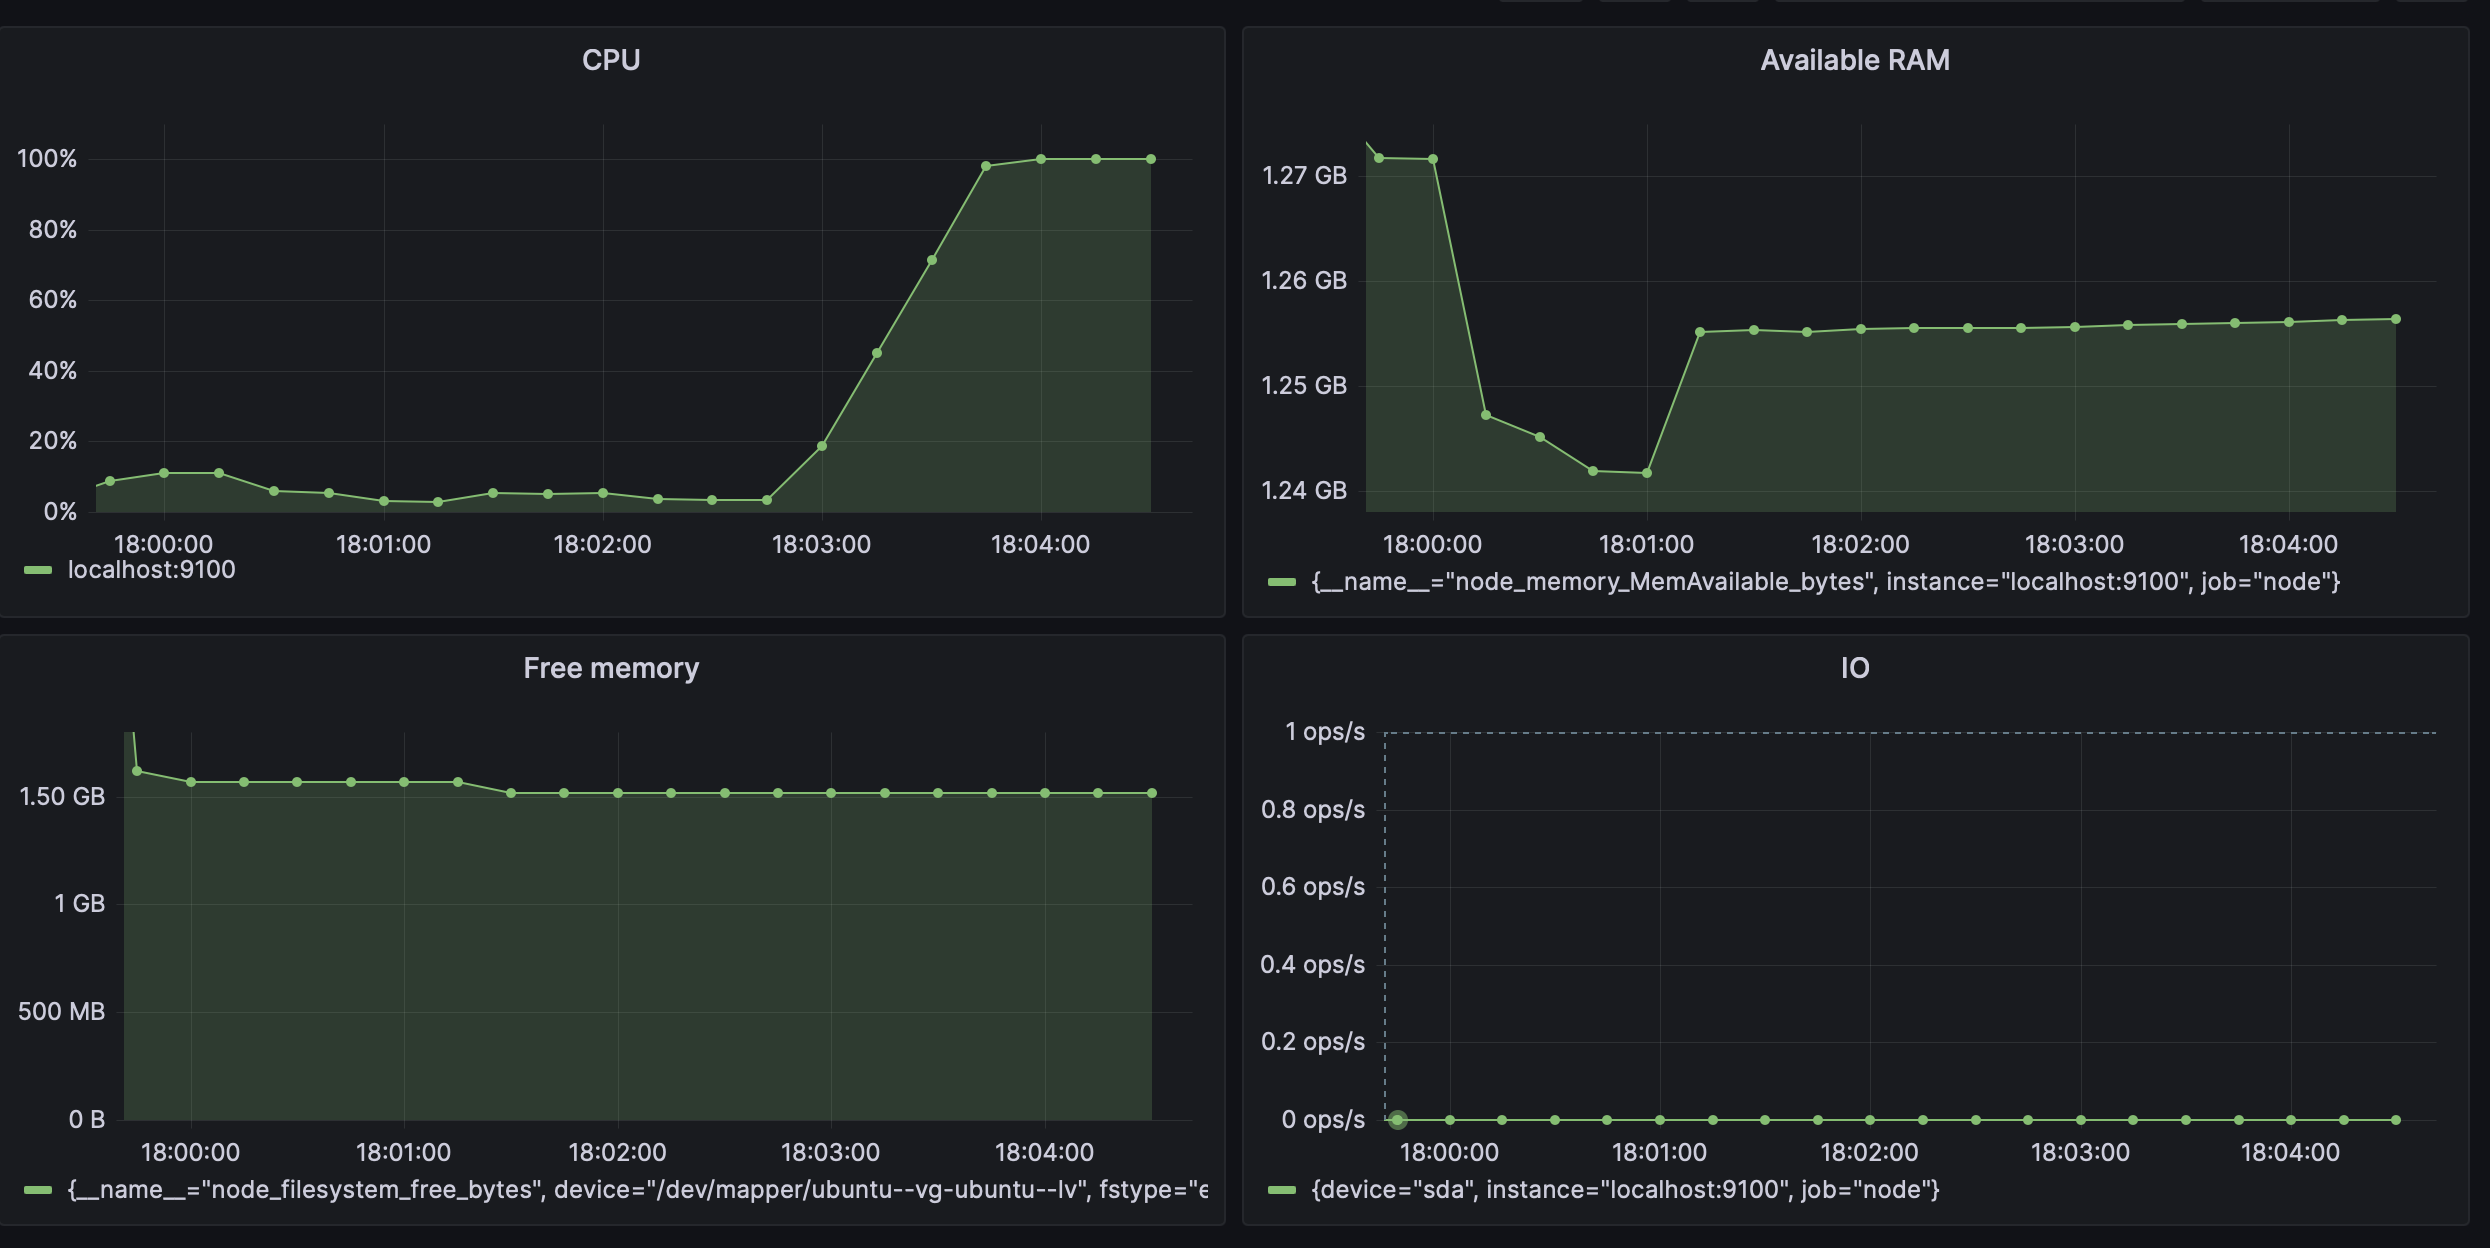 CPU
100%
80%
60%
40%
20%
0%
18:00:00 18:01:00 18:02:00 18:03:00 18:04:00
localhost:9100
Available RAM
1.27 GB
1.26 GB
1.25 GB
1.24 GB
18:00:00 18:01:00 18:02:00 18:03:00 18:04:00
{__name__="node_memory_MemAvailable_bytes", instance="localhost:9100", job="node"}
Free memory
1.50 GB
1 GB
500 MB
0 B
18:00:00 18:01:00 18:02:00 18:03:00 18:04:00
{__name__="node_filesystem_free_bytes", device="/dev/mapper/ubuntu--vg-ubuntu--lv", fstype="e
IO
1 ops/s
0.8 ops/s
0.6 ops/s
0.4 ops/s
0.2 ops/s
0 ops/s
18:00:00 18:01:00 18:02:00 18:03:00 18:04:00
{device="sda", instance="localhost:9100", job="node"}